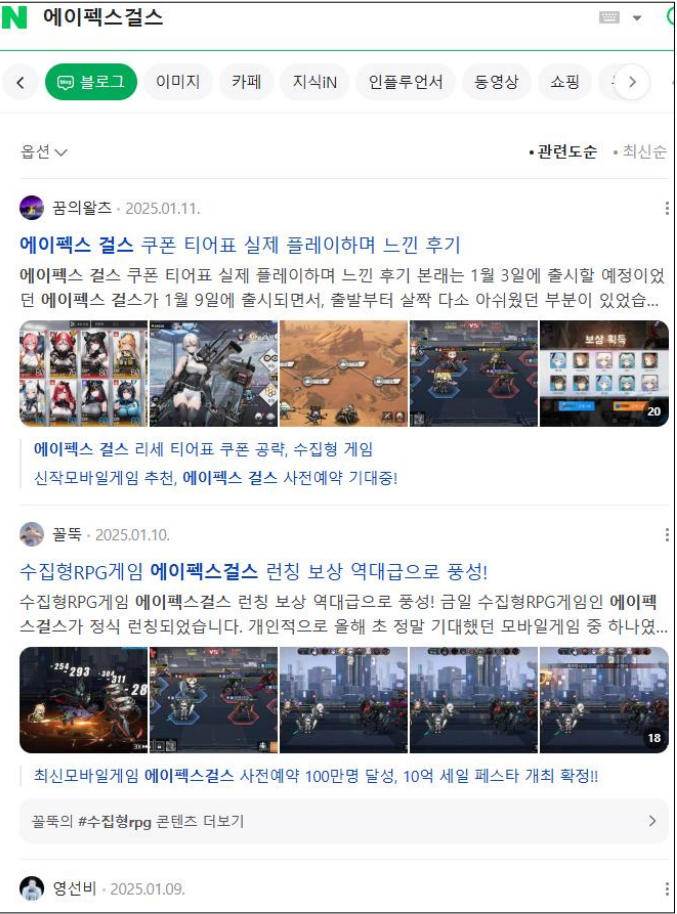 N 에이펙스걸스
블로그 이미지 카페 지식iN 인플루언서 동영상 쇼핑
옵션 • 관련도순 • 최신순
꿈의왈츠 · 2025.01.11.
에이펙스 걸스 쿠폰 티어표 실제 플레이하며 느낀 후기
에이펙스 걸스 쿠폰 티어표 실제 플레이하며 느낀 후기 본래는 1월 3일에 출시할 예정이었
던 에이펙스 걸스가 1월 9일에 출시되면서, 출발부터 살짝 다소 아쉬웠던 부분이 있었습...
보상 획득
20
에이펙스 걸스 리세 티어표 쿠폰 공략, 수집형 게임
신작모바일게임 추천, 에이펙스 걸스 사전예약 기대중!
꼴뚝 · 2025.01.10.
수집형RPG게임 에이펙스걸스 런칭 보상 역대급으로 풍성!
수집형RPG게임 에이펙스걸스 런칭 보상 역대급으로 풍성! 금일 수집형RPG게임인 에이펙
스걸스가 정식 런칭되었습니다. 개인적으로 올해 초 정말 기대했던 모바일게임 중 하나였...
-254 -293 -311 -28
18
최신모바일게임 에이펙스걸스 사전예약 100만명 달성, 10억 세일 페스타 개최 확정!!
꼴뚝의 #수집형rpg 콘텐츠 더보기
영선비 · 2025.01.09.